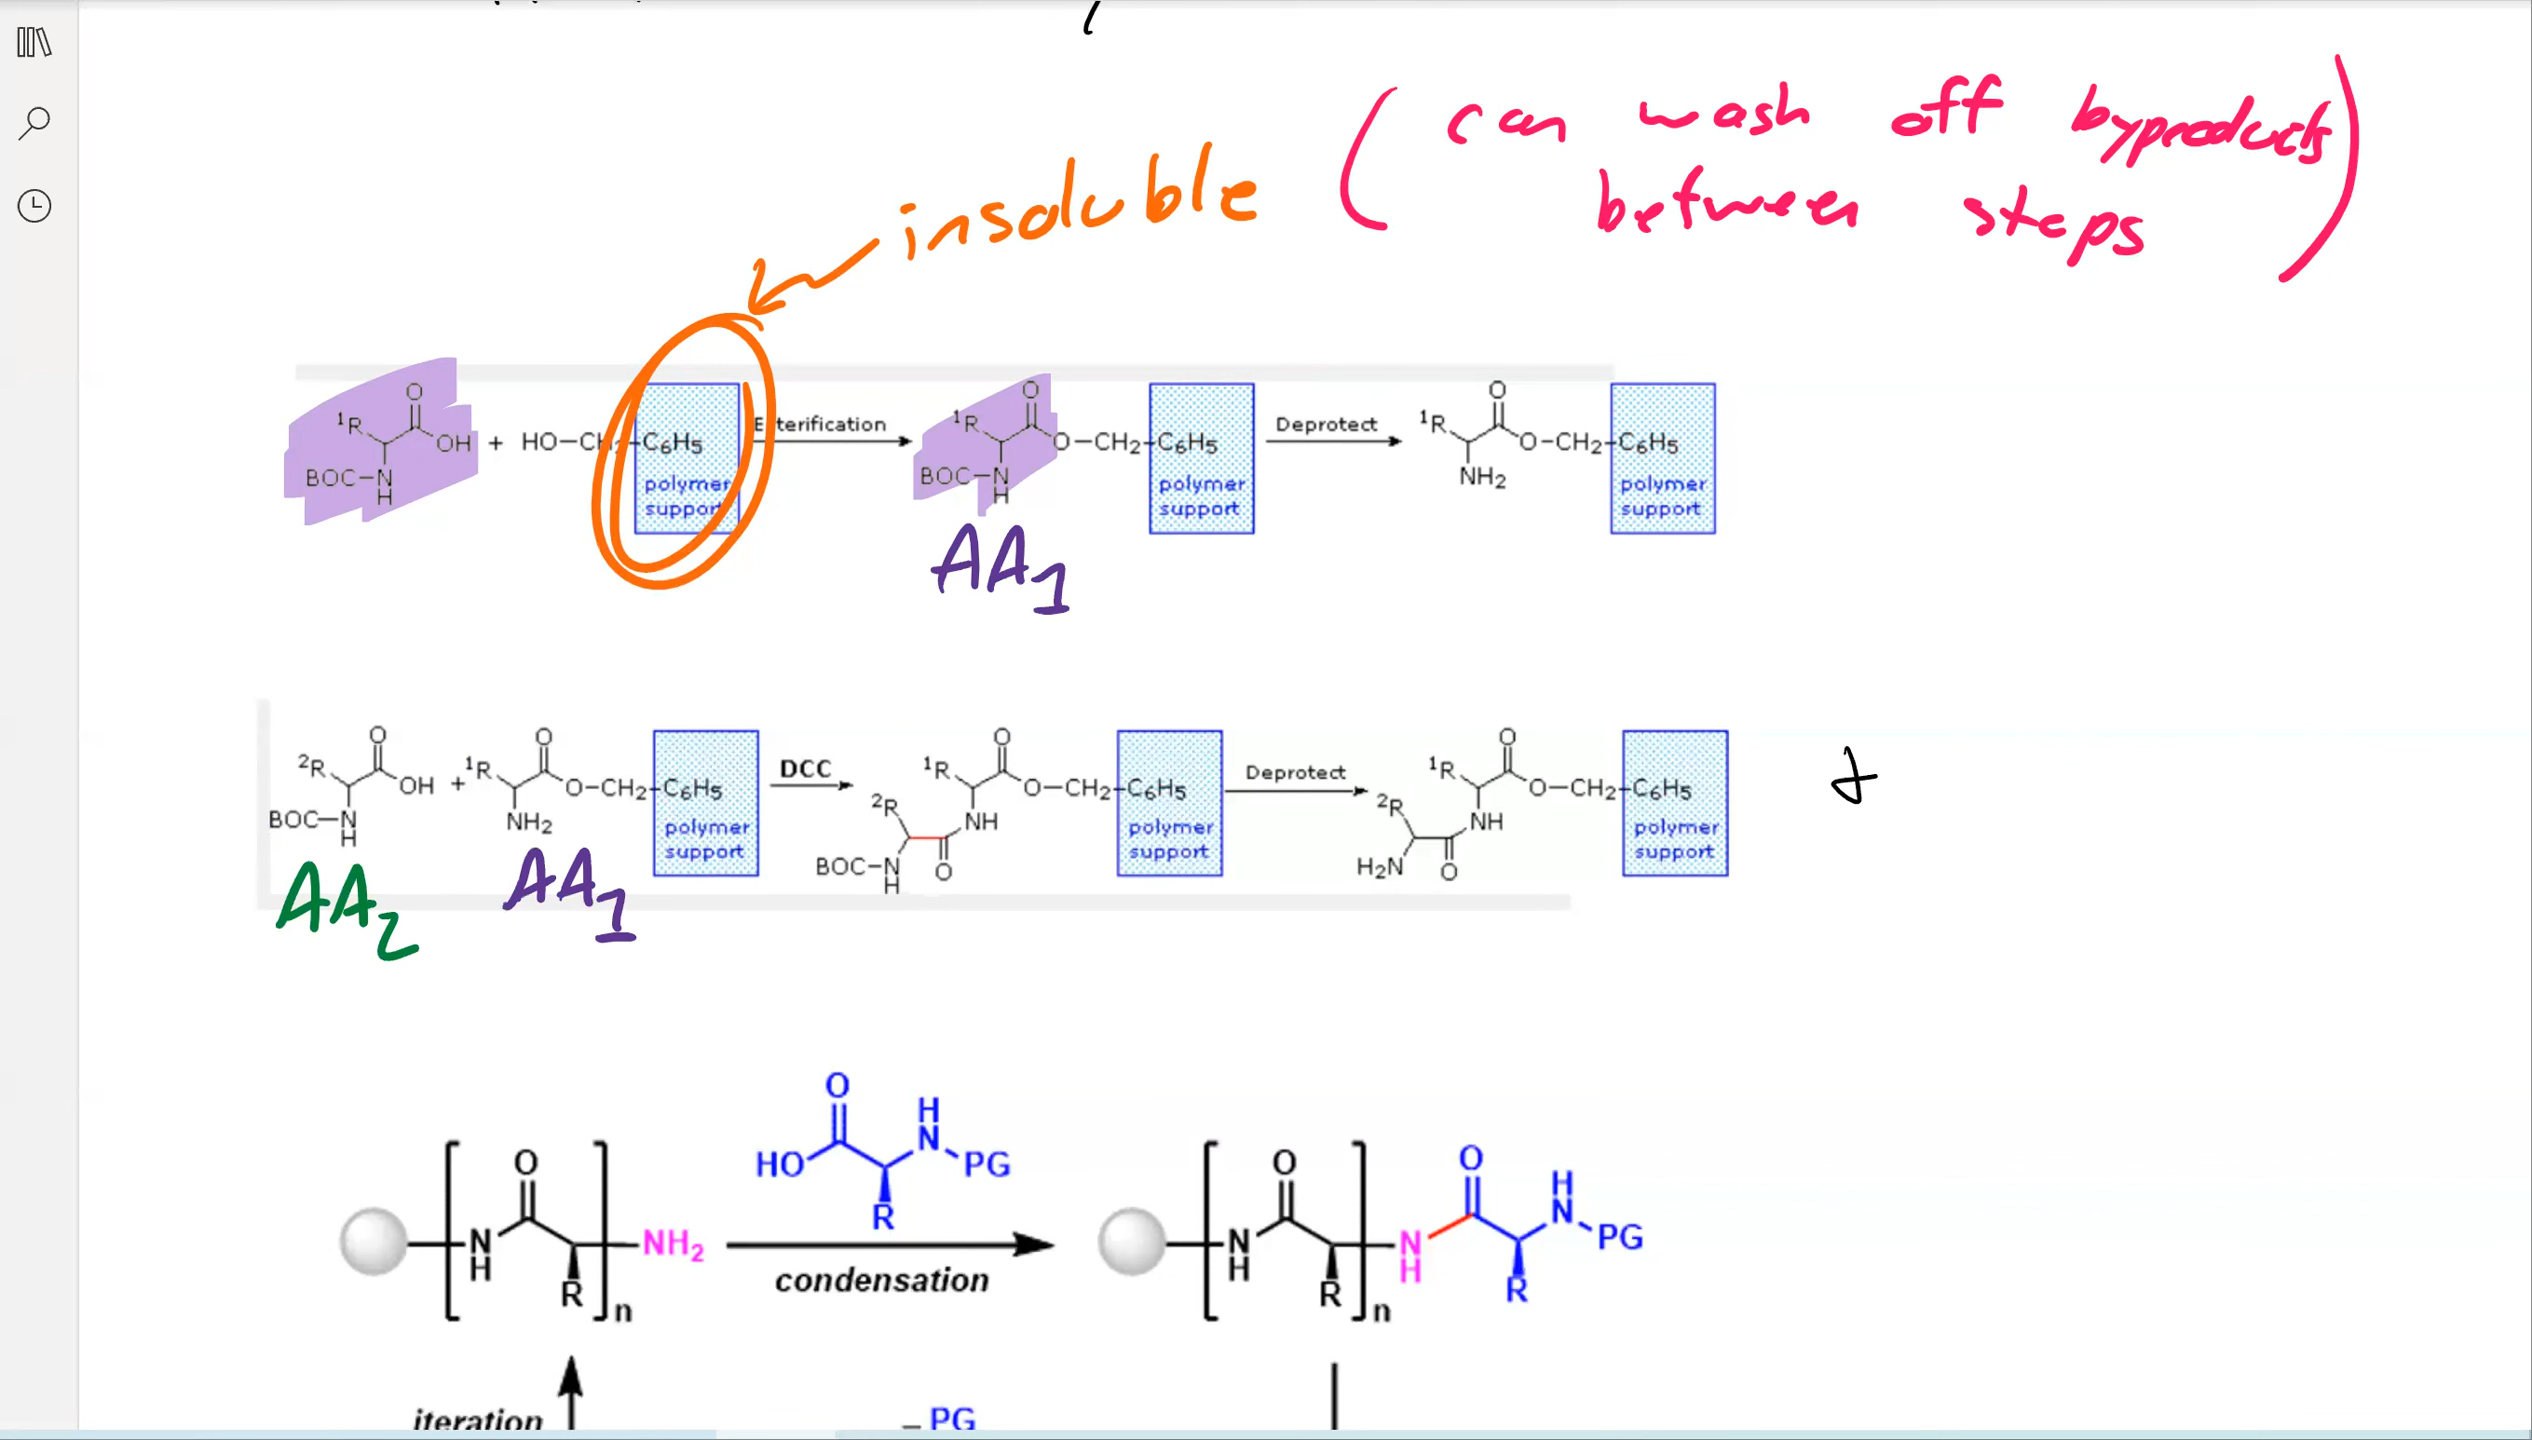 ( can wash off byproducts
between steps )
insoluble
¹R O OH BOC–N H + HO–CH₂–C₆H₅ polymer support Esterification ¹R O O–CH₂–C₆H₅ BOC–N H polymer support Deprotect ¹R O O–CH₂–C₆H₅ NH₂ polymer support
AA₁
²R O OH BOC–N H + ¹R O O–CH₂–C₆H₅ NH₂ polymer support DCC ¹R O O–CH₂–C₆H₅ ²R NH BOC–N H O polymer support Deprotect ¹R O O–CH₂–C₆H₅ ²R NH H₂N O polymer support
AA₂ AA₁
O H
HO N PG
R
O N H R n NH₂ condensation O N H R n N H O H N PG R
iteration – PG